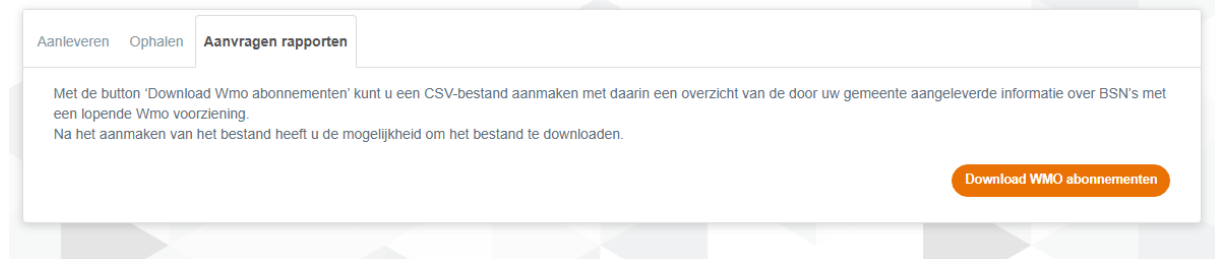 Aanleveren Ophalen Aanvragen rapporten
Met de button ‘Download Wmo abonnementen’ kunt u een CSV-bestand aanmaken met daarin een overzicht van de door uw gemeente aangeleverde informatie over BSN’s met
een lopende Wmo voorziening.
Na het aanmaken van het bestand heeft u de mogelijkheid om het bestand te downloaden.
Download WMO abonnementen